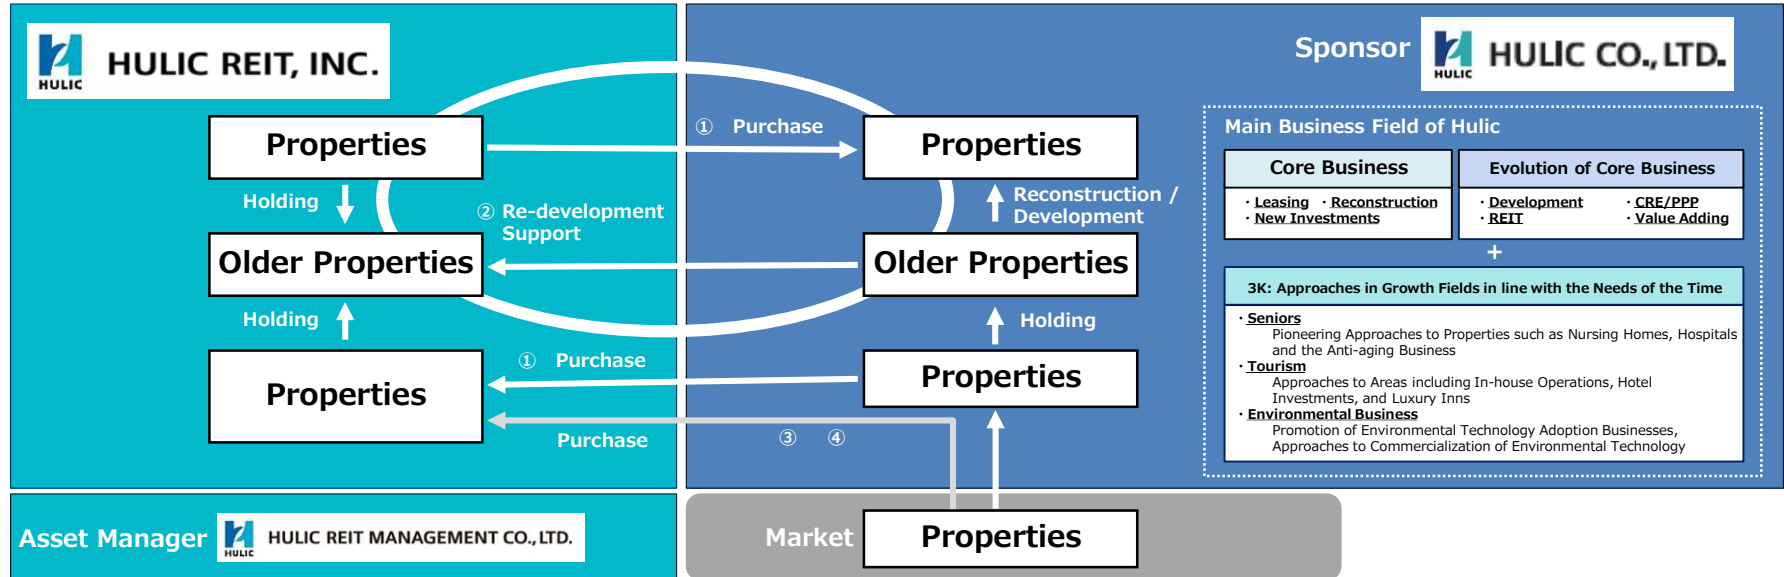 HULIC
HULIC REIT, INC.
Properties
Holding
Older Properties
Holding
Properties
① Purchase
② Re-development
Support
① Purchase
Purchase
③ ④
Sponsor
HULIC
HULIC CO., LTD.
Properties
Reconstruction /
Development
Older Properties
Holding
Properties
Main Business Field of Hulic
Core Business
・Leasing ・Reconstruction
・New Investments
Evolution of Core Business
・Development ・CRE/PPP
・REIT ・Value Adding
+
3K: Approaches in Growth Fields in line with the Needs of the Time
・Seniors
Pioneering Approaches to Properties such as Nursing Homes, Hospitals
and the Anti-aging Business
・Tourism
Approaches to Areas including In-house Operations, Hotel
Investments, and Luxury Inns
・Environmental Business
Promotion of Environmental Technology Adoption Businesses,
Approaches to Commercialization of Environmental Technology
Asset Manager
HULIC
HULIC REIT MANAGEMENT CO., LTD.
Market
Properties